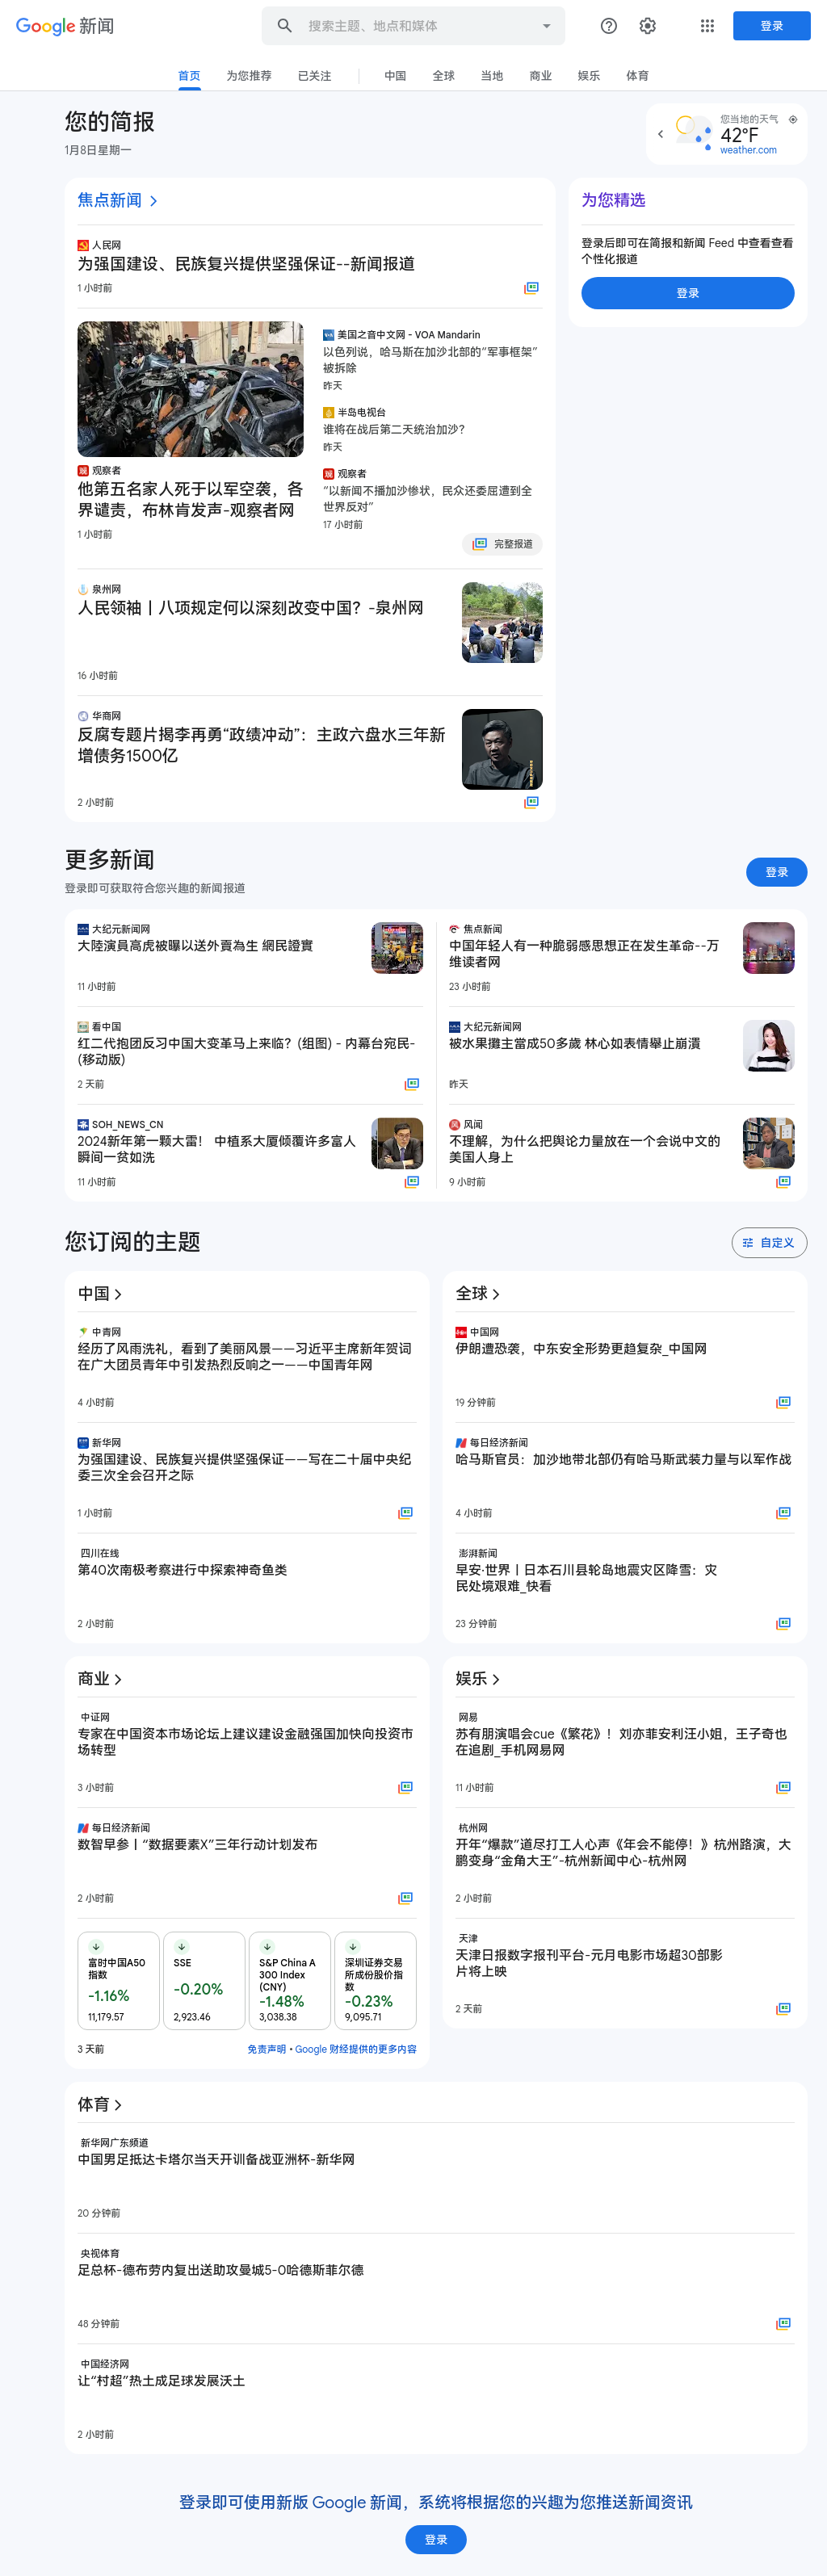 Google 新闻
搜索主题、地点和媒体
登录
首页
为您推荐
已关注
中国
全球
当地
商业
娱乐
体育
您的简报
1月8日星期一
您当地的天气
42°F
weather.com
焦点新闻
人民网
为强国建设、民族复兴提供坚强保证--新闻报道
1 小时前
观察者
他第五名家人死于以军空袭，各
界谴责，布林肯发声-观察者网
1 小时前
美国之音中文网 - VOA Mandarin
以色列说，哈马斯在加沙北部的“军事框架”
被拆除
昨天
半岛电视台
谁将在战后第二天统治加沙？
昨天
观察者
“以新闻不播加沙惨状，民众还委屈遭到全
世界反对”
17 小时前
完整报道
泉州网
人民领袖丨八项规定何以深刻改变中国？-泉州网
16 小时前
华商网
反腐专题片揭李再勇“政绩冲动”：主政六盘水三年新
增债务1500亿
2 小时前
为您精选
登录后即可在简报和新闻 Feed 中查看查看
个性化报道
登录
更多新闻
登录即可获取符合您兴趣的新闻报道
登录
大纪元新闻网
大陸演員高虎被曝以送外賣為生 網民證實
11 小时前
看中国
红二代抱团反习中国大变革马上来临？(组图) - 内幕台宛民-
(移动版)
2 天前
SOH_NEWS_CN
2024新年第一颗大雷！ 中植系大厦倾覆许多富人
瞬间一贫如洗
11 小时前
焦点新闻
中国年轻人有一种脆弱感思想正在发生革命--万
维读者网
23 小时前
大纪元新闻网
被水果攤主當成50多歲 林心如表情舉止崩潰
昨天
风闻
不理解，为什么把舆论力量放在一个会说中文的
美国人身上
9 小时前
您订阅的主题
自定义
中国
中青网
经历了风雨洗礼，看到了美丽风景——习近平主席新年贺词
在广大团员青年中引发热烈反响之一——中国青年网
4 小时前
新华网
为强国建设、民族复兴提供坚强保证——写在二十届中央纪
委三次全会召开之际
1 小时前
四川在线
第40次南极考察进行中探索神奇鱼类
2 小时前
全球
中国网
伊朗遭恐袭，中东安全形势更趋复杂_中国网
19 分钟前
每日经济新闻
哈马斯官员：加沙地带北部仍有哈马斯武装力量与以军作战
4 小时前
澎湃新闻
早安·世界丨日本石川县轮岛地震灾区降雪：灾
民处境艰难_快看
23 分钟前
商业
中证网
专家在中国资本市场论坛上建议建设金融强国加快向投资市
场转型
3 小时前
每日经济新闻
数智早参丨“数据要素X”三年行动计划发布
2 小时前
富时中国A50
指数
-1.16%
11,179.57
SSE
-0.20%
2,923.46
S&P China A
300 Index
(CNY)
-1.48%
3,038.38
深圳证券交易
所成份股价指
数
-0.23%
9,095.71
3 天前
免责声明 • Google 财经提供的更多内容
娱乐
网易
苏有朋演唱会cue《繁花》！刘亦菲安利汪小姐，王子奇也
在追剧_手机网易网
11 小时前
杭州网
开年“爆款”道尽打工人心声《年会不能停！》杭州路演，大
鹏变身“金角大王”-杭州新闻中心-杭州网
2 小时前
天津
天津日报数字报刊平台-元月电影市场超30部影
片将上映
2 天前
体育
新华网广东频道
中国男足抵达卡塔尔当天开训备战亚洲杯-新华网
20 分钟前
央视体育
足总杯-德布劳内复出送助攻曼城5-0哈德斯菲尔德
48 分钟前
中国经济网
让“村超”热土成足球发展沃土
2 小时前
登录即可使用新版 Google 新闻，系统将根据您的兴趣为您推送新闻资讯
登录